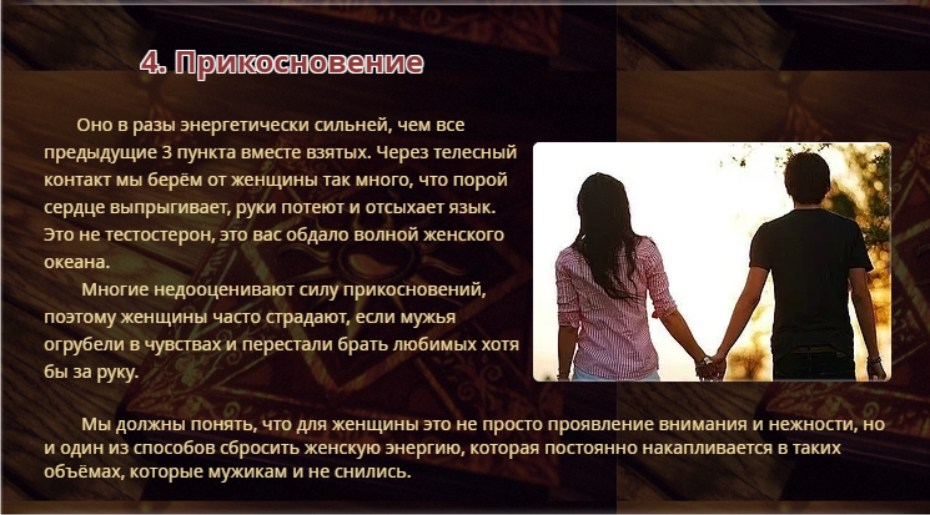 4. Прикосновение
Оно в разы энергетически сильней, чем все
предыдущие 3 пункта вместе взятых. Через телесный
контакт мы берём от женщины так много, что порой
сердце выпрыгивает, руки потеют и отсыхает язык.
Это не тестостерон, это вас обдало волной женского
океана.
Многие недооценивают силу прикосновений,
поэтому женщины часто страдают, если мужья
огрубели в чувствах и перестали брать любимых хотя
бы за руку.
Мы должны понять, что для женщины это не просто проявление внимания и нежности, но
и один из способов сбросить женскую энергию, которая постоянно накапливается в таких
объёмах, которые мужикам и не снились.